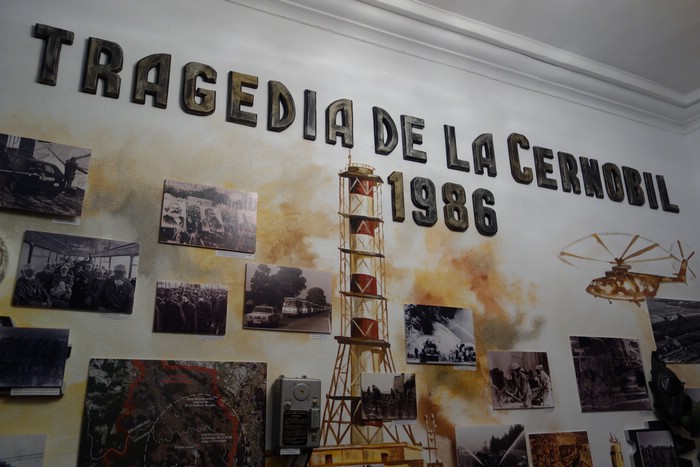 TRAGEDIA DE LA CERNOBIL
1986